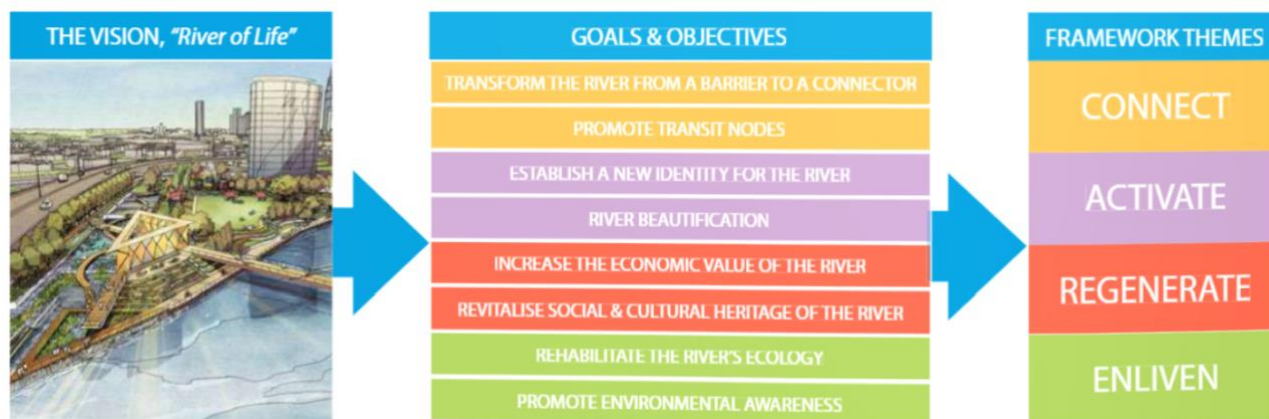 THE VISION, "River of Life"
GOALS & OBJECTIVES
TRANSFORM THE RIVER FROM A BARRIER TO A CONNECTOR
PROMOTE TRANSIT NODES
ESTABLISH A NEW IDENTITY FOR THE RIVER
RIVER BEAUTIFICATION
INCREASE THE ECONOMIC VALUE OF THE RIVER
REVITALISE SOCIAL & CULTURAL HERITAGE OF THE RIVER
REHABILITATE THE RIVER'S ECOLOGY
PROMOTE ENVIRONMENTAL AWARENESS
FRAMEWORK THEMES
CONNECT
ACTIVATE
REGENERATE
ENLIVEN